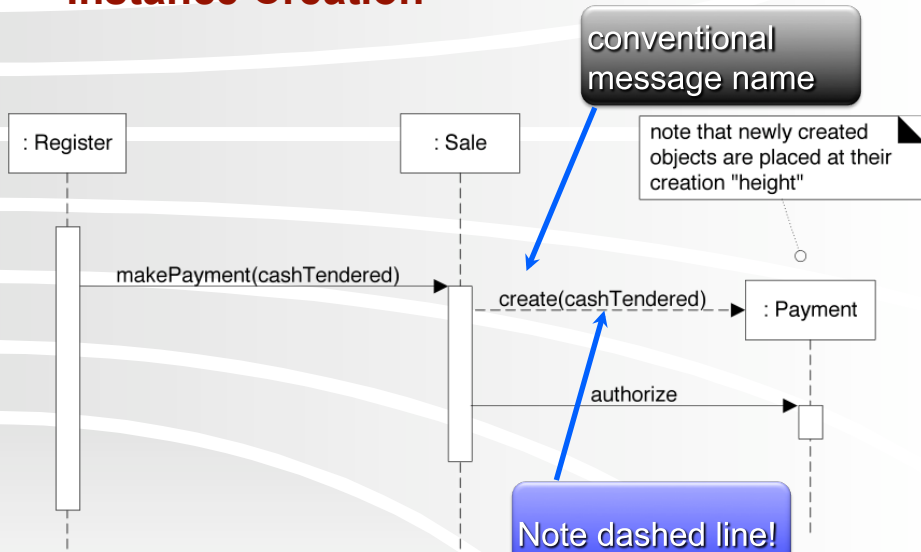 Instance Creation
conventional
message name
: Register
: Sale
note that newly created
objects are placed at their
creation "height"
makePayment(cashTendered)
create(cashTendered)
: Payment
authorize
Note dashed line!